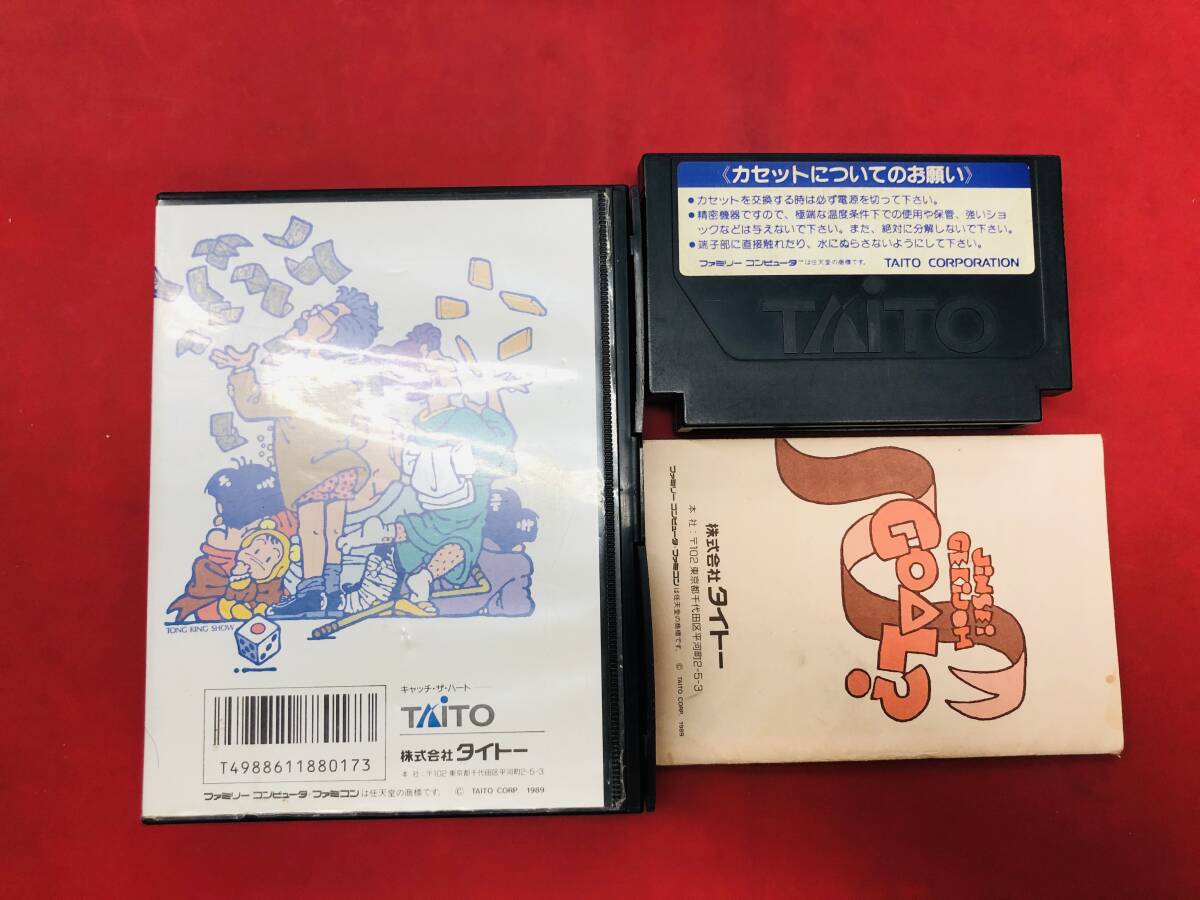 TONG KING SHOW
T4988611880173
キャッチ・ザ・ハート
TAITO
株式会社タイトー
本 社:〒102 東京都千代田区平河町2-5-3
ファミリー コンピュータ・ファミコンは任天堂の商標です。 © TAITO CORP. 1989
《カセットについてのお願い》
●カセットを交換する時は必ず電源を切って下さい。
●精密機器ですので、極端な温度条件下での使用や保管、強いショ
ックなどは与えないで下さい。また、絶対に分解しないで下さい。
●端子部に直接触れたり、水にぬらさないようにして下さい。
ファミリー コンピュータ™は任天堂の商標です。 TAITO CORPORATION
TAITO
JINSEI
GEKIJOH
GOAL?
株式会社タイトー
本 社:〒102 東京都千代田区平河町2-5-3
ファミリー コンピュータ・ファミコンは任天堂の商標です。 © TAITO CORP. 1989